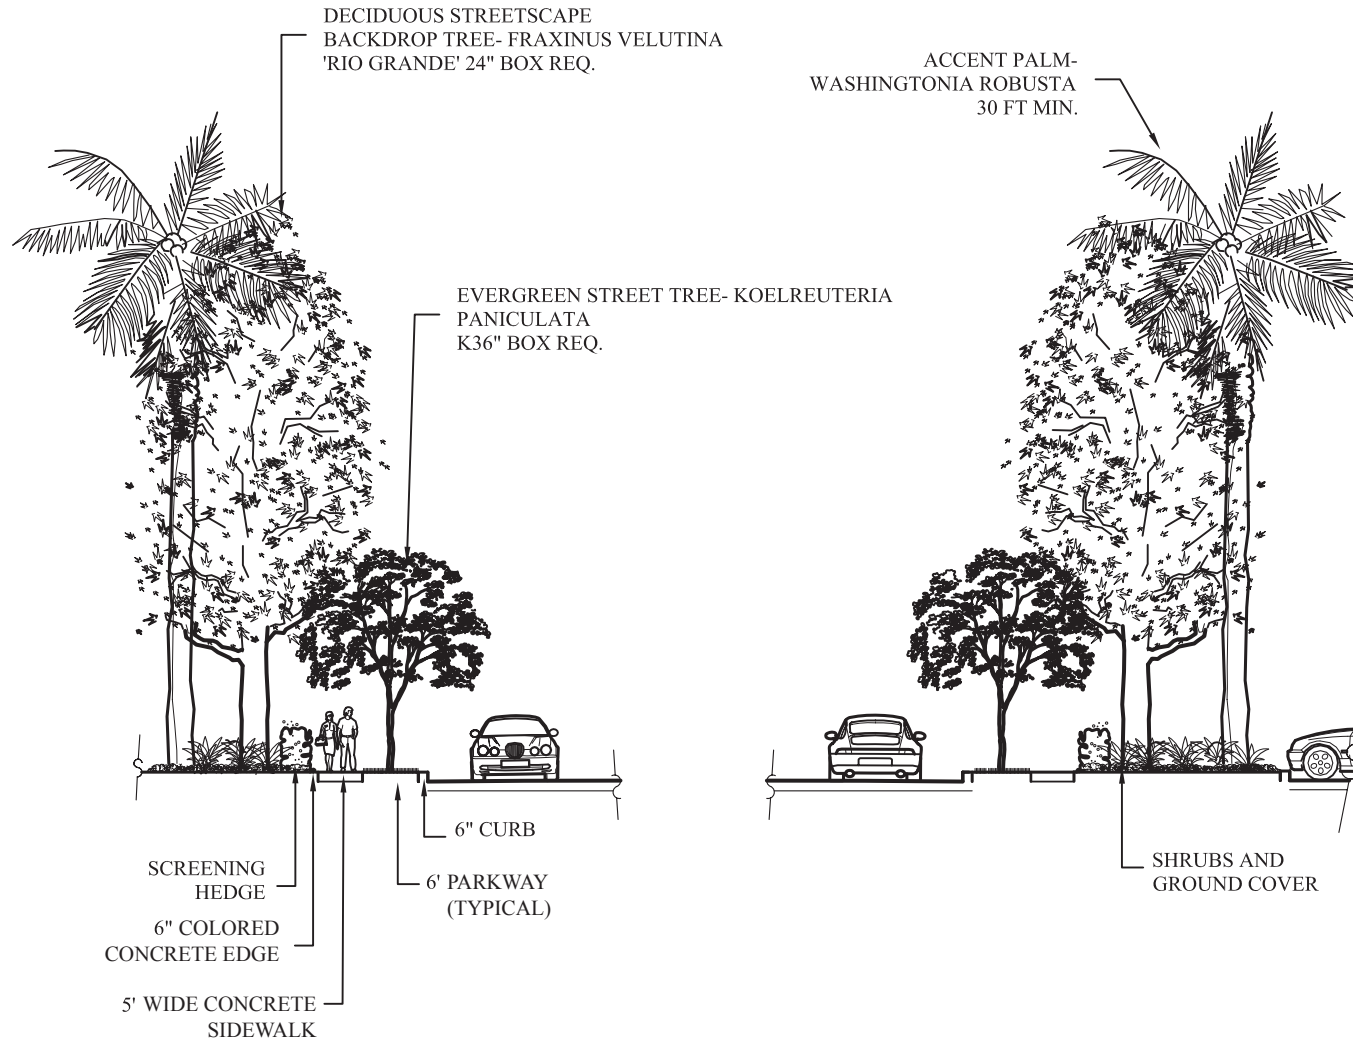 DECIDUOUS STREETSCAPE
BACKDROP TREE- FRAXINUS VELUTINA
'RIO GRANDE' 24" BOX REQ.
ACCENT PALM-
WASHINGTONIA ROBUSTA
30 FT MIN.
EVERGREEN STREET TREE- KOELREUTERIA
PANICULATA
K36" BOX REQ.
6" CURB
SCREENING
HEDGE
6' PARKWAY
(TYPICAL)
SHRUBS AND
GROUND COVER
6" COLORED
CONCRETE EDGE
5' WIDE CONCRETE
SIDEWALK